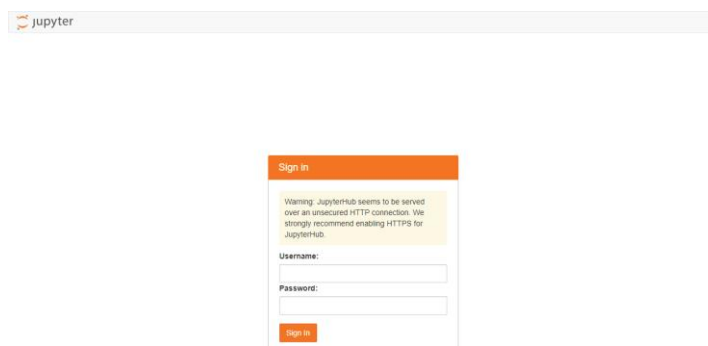 jupyter
Sign in
Warning: JupyterHub seems to be served
over an unsecured HTTP connection. We
strongly recommend enabling HTTPS for
JupyterHub.
Username:
Password:
Sign in